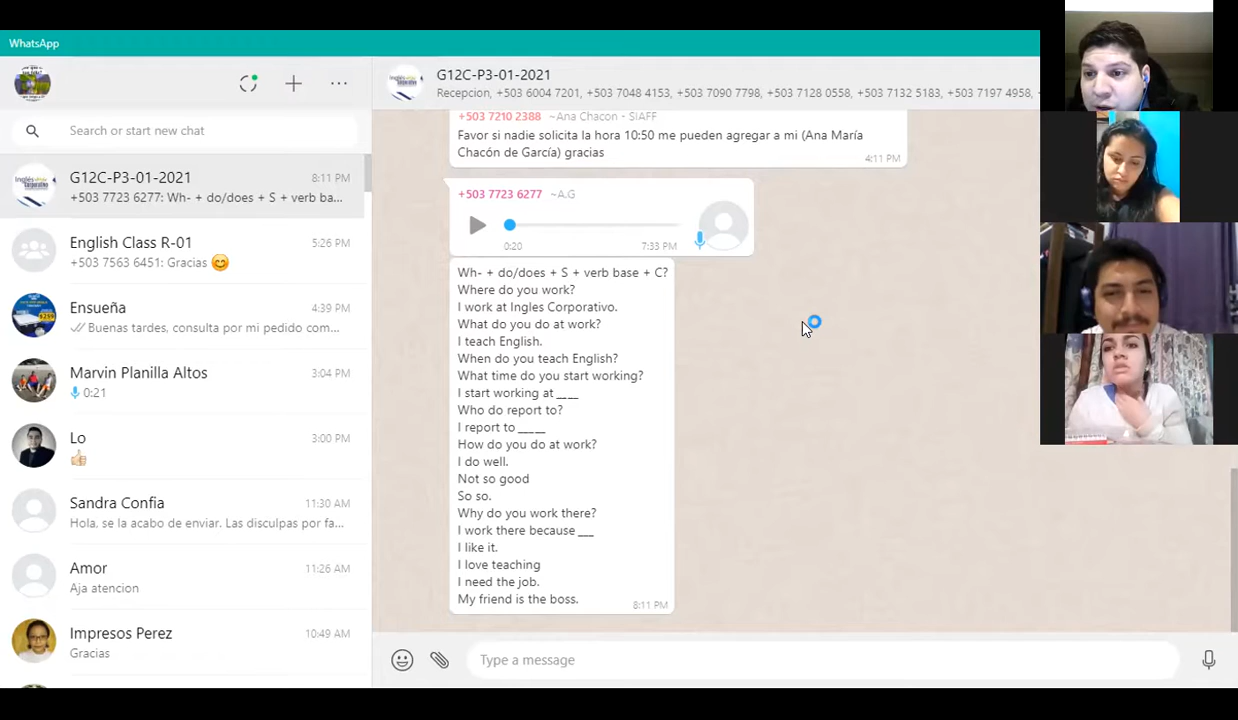 WhatsApp
Search or start new chat
G12C-P3-01-2021
8:11 PM
+503 7723 6277: Wh- + do/does + S + verb ba...
English Class R-01
5:26 PM
+503 7563 6451: Gracias 😊
Ensueña
4:39 PM
Buenas tardes, consulta por mi pedido com...
Marvin Planilla Altos
3:04 PM
0:21
Lo
3:00 PM
👍
Sandra Confia
11:30 AM
Hola. se la acabo de enviar. Las disculpas por fa...
Amor
11:26 AM
Aja atencion
Impresos Perez
10:49 AM
Gracias
G12C-P3-01-2021
Recepcion, +503 6004 7201, +503 7048 4153, +503 7090 7798, +503 7128 0558, +503 7132 5183, +503 7197 4958,
+503 7210 2388 ~Ana Chacon - SIAFF
Favor si nadie solicita la hora 10:50 me pueden agregar a mi (Ana María
Chacón de García) gracias
4:11 PM
+503 7723 6277 ~A.G
0:20
7:33 PM
Wh- + do/does + S + verb base + C?
Where do you work?
I work at Ingles Corporativo.
What do you do at work?
I teach English.
When do you teach English?
What time do you start working?
I start working at ____
Who do report to?
I report to _____
How do you do at work?
I do well.
Not so good
So so.
Why do you work there?
I work there because ___
I like it.
I love teaching
I need the job.
My friend is the boss.
8:11 PM
Type a message